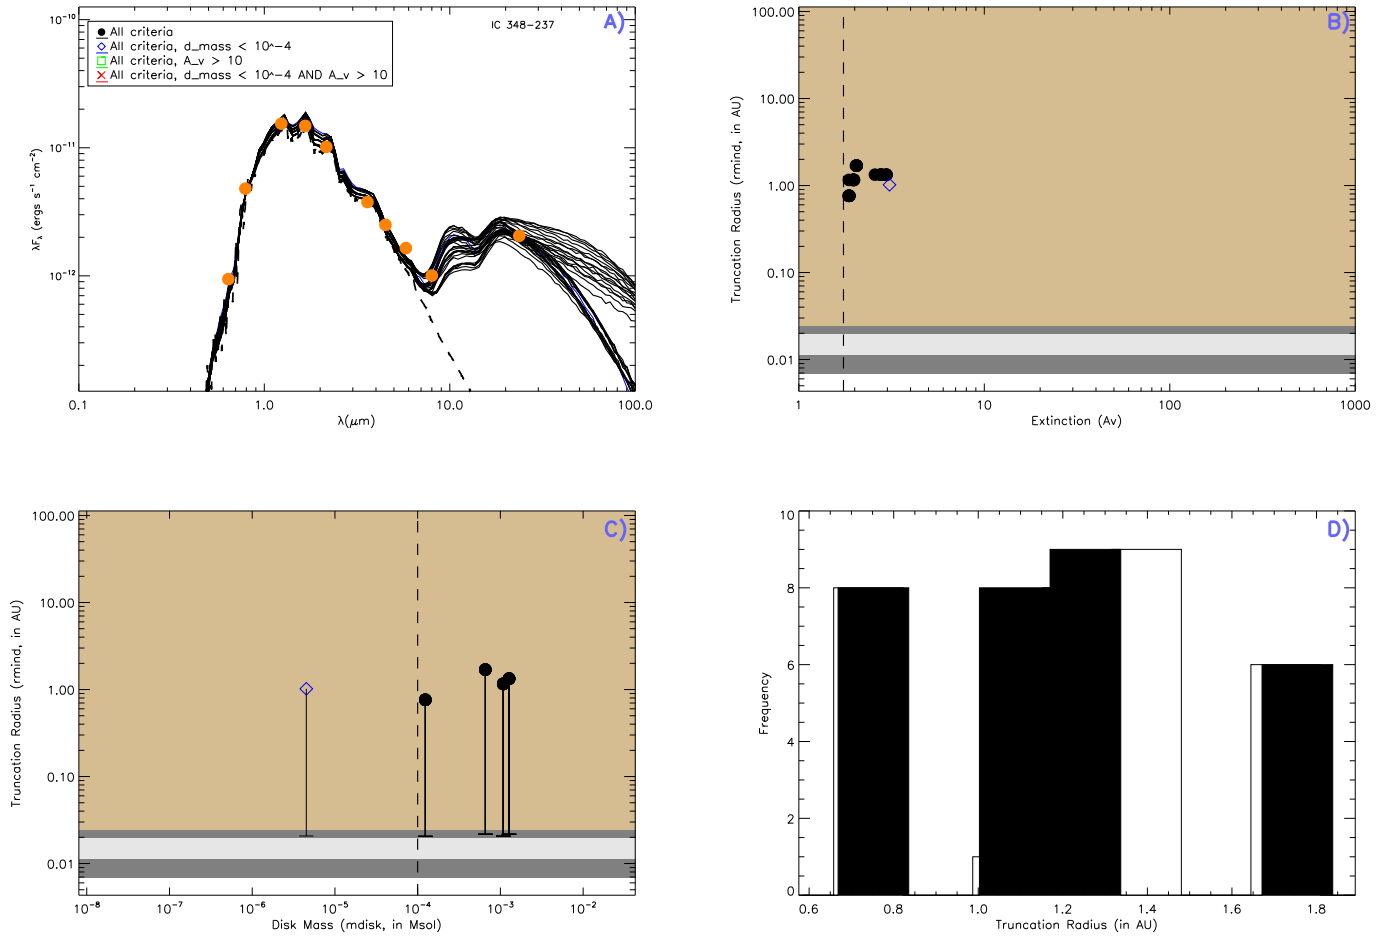 A)
IC 348-237
All criteria
All criteria, d_mass < 10^-4
All criteria, A_v > 10
All criteria, d_mass < 10^-4 AND A_v > 10
10⁻¹⁰
10⁻¹¹
10⁻¹²
λFλ (ergs s⁻¹ cm⁻²)
0.1 1.0 10.0 100.0
λ(μm)
B)
100.00
10.00
1.00
0.10
0.01
Truncation Radius (rmind, in AU)
1 10 100 1000
Extinction (Av)
C)
100.00
10.00
1.00
0.10
0.01
Truncation Radius (rmind, in AU)
10⁻⁸ 10⁻⁷ 10⁻⁶ 10⁻⁵ 10⁻⁴ 10⁻³ 10⁻²
Disk Mass (mdisk, in Msol)
D)
10
8
6
4
2
0
Frequency
0.6 0.8 1.0 1.2 1.4 1.6 1.8
Truncation Radius (in AU)